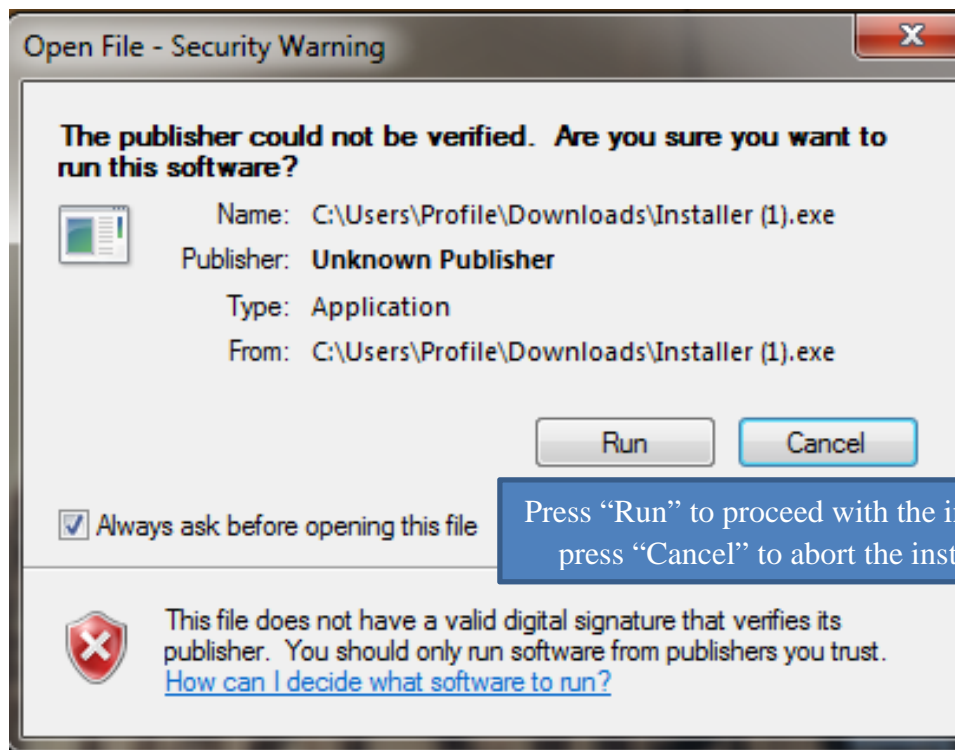 Open File - Security Warning
The publisher could not be verified. Are you sure you want to
run this software?
Name: C:\Users\Profile\Downloads\Installer (1).exe
Publisher: Unknown Publisher
Type: Application
From: C:\Users\Profile\Downloads\Installer (1).exe
Run Cancel
Always ask before opening this file
Press “Run” to proceed with the
press “Cancel” to abort the
This file does not have a valid digital signature that verifies its
publisher. You should only run software from publishers you trust.
How can I decide what software to run?